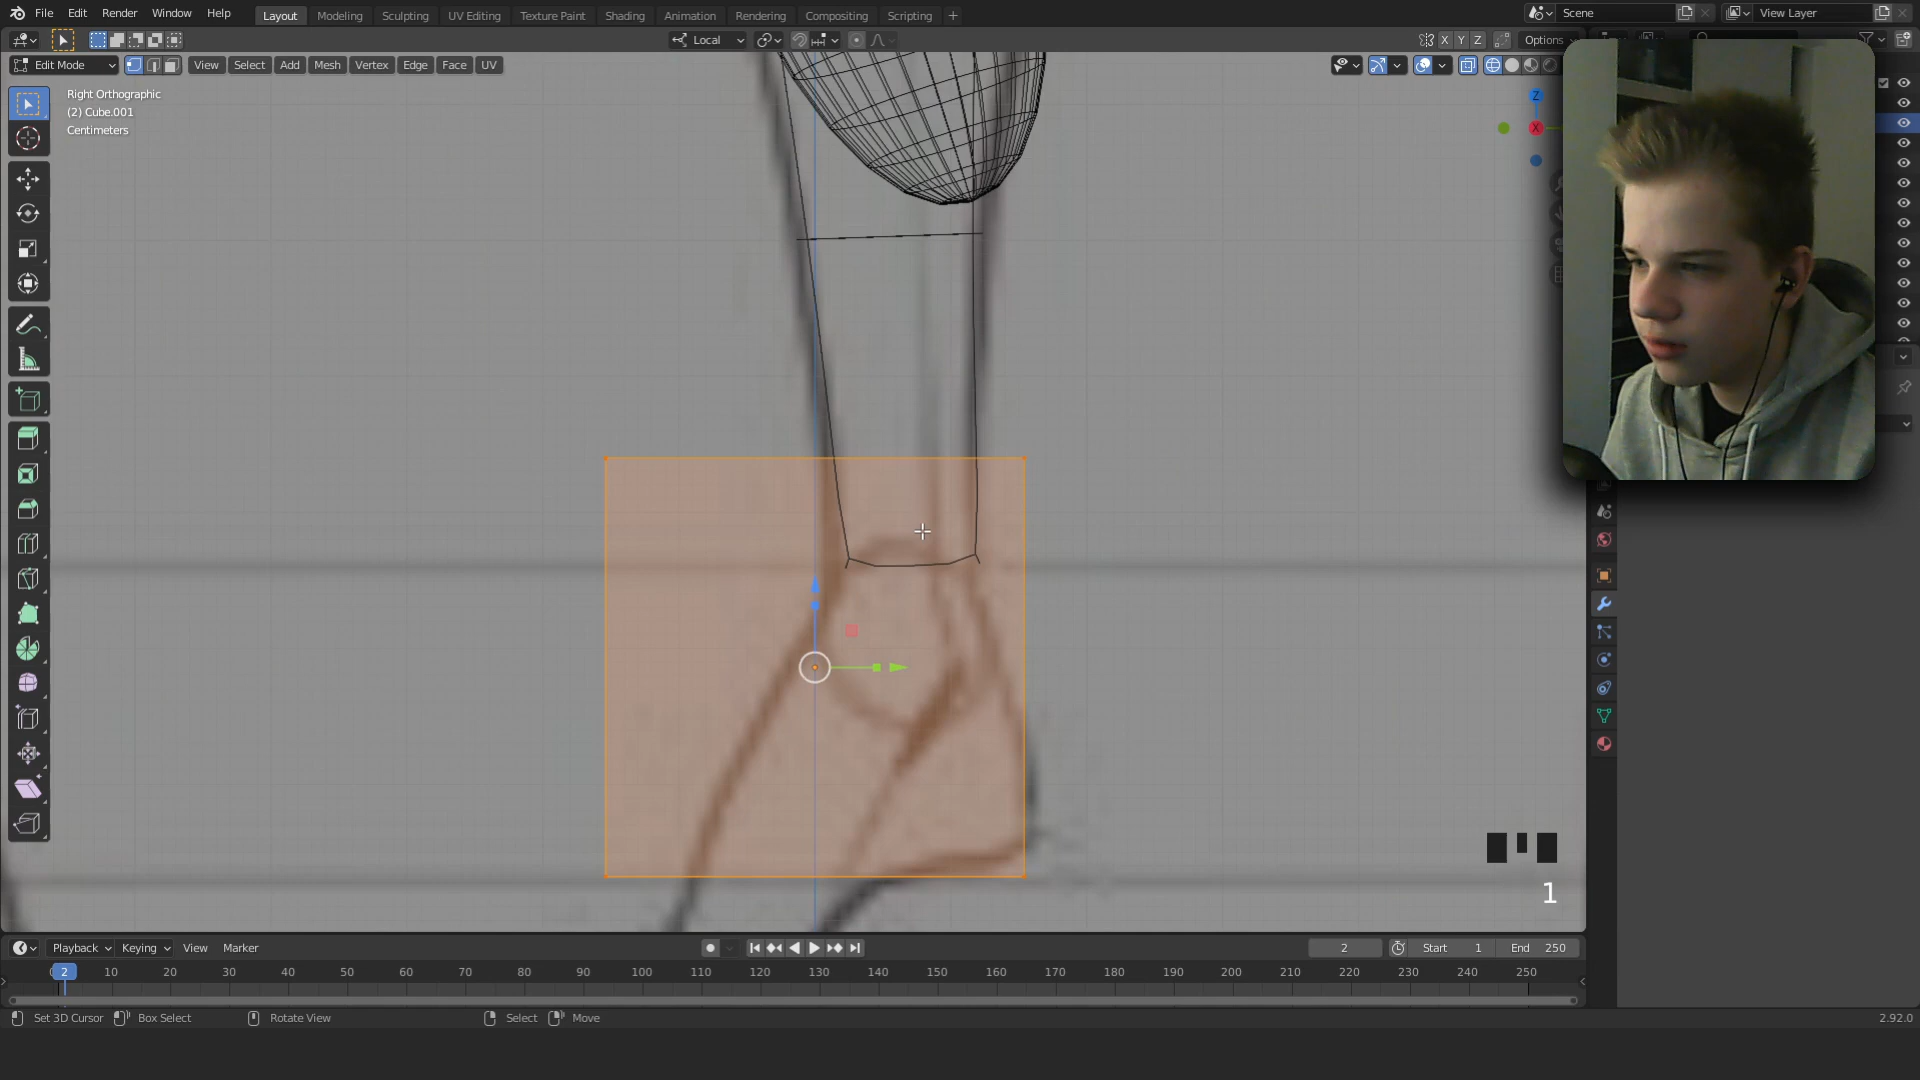 File Edit Render Window Help Layout Modeling Sculpting UV Editing Texture Paint Shading Animation Rendering Compositing Scripting + Scene View Layer
Local X Y Z Options
Edit Mode View Select Add Mesh Vertex Edge Face UV
Right Orthographic
(2) Cube.001
Centimeters
Z
X
1
Playback Keying View Marker 2 Start 1 End 250
2 10 20 30 40 50 60 70 80 90 100 110 120 130 140 150 160 170 180 190 200 210 220 230 240 250
Set 3D Cursor Box Select Rotate View Select Move 2.92.0